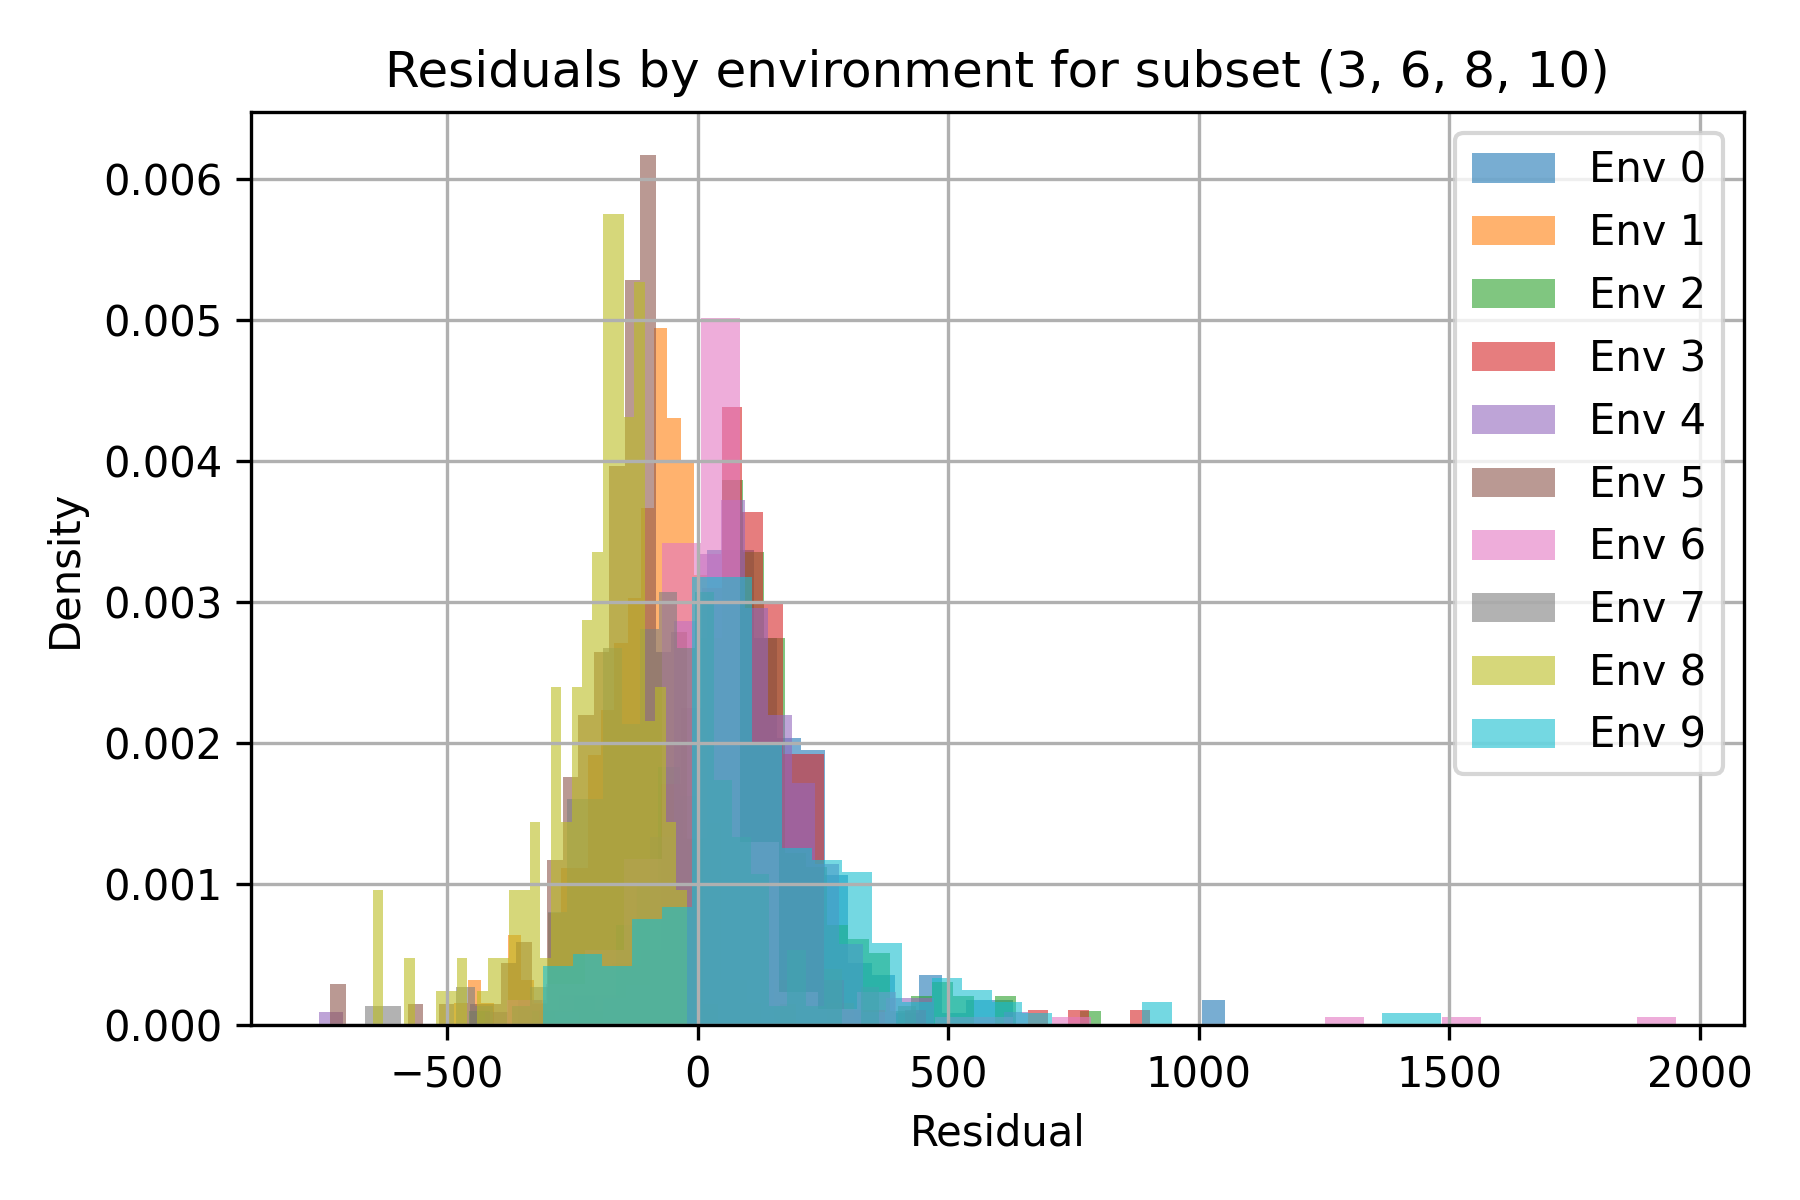 Residuals by environment for subset (3, 6, 8, 10)
Density
0.006
0.005
0.004
0.003
0.002
0.001
0.000
−500
0
500
1000
1500
2000
Residual
Env 0
Env 1
Env 2
Env 3
Env 4
Env 5
Env 6
Env 7
Env 8
Env 9